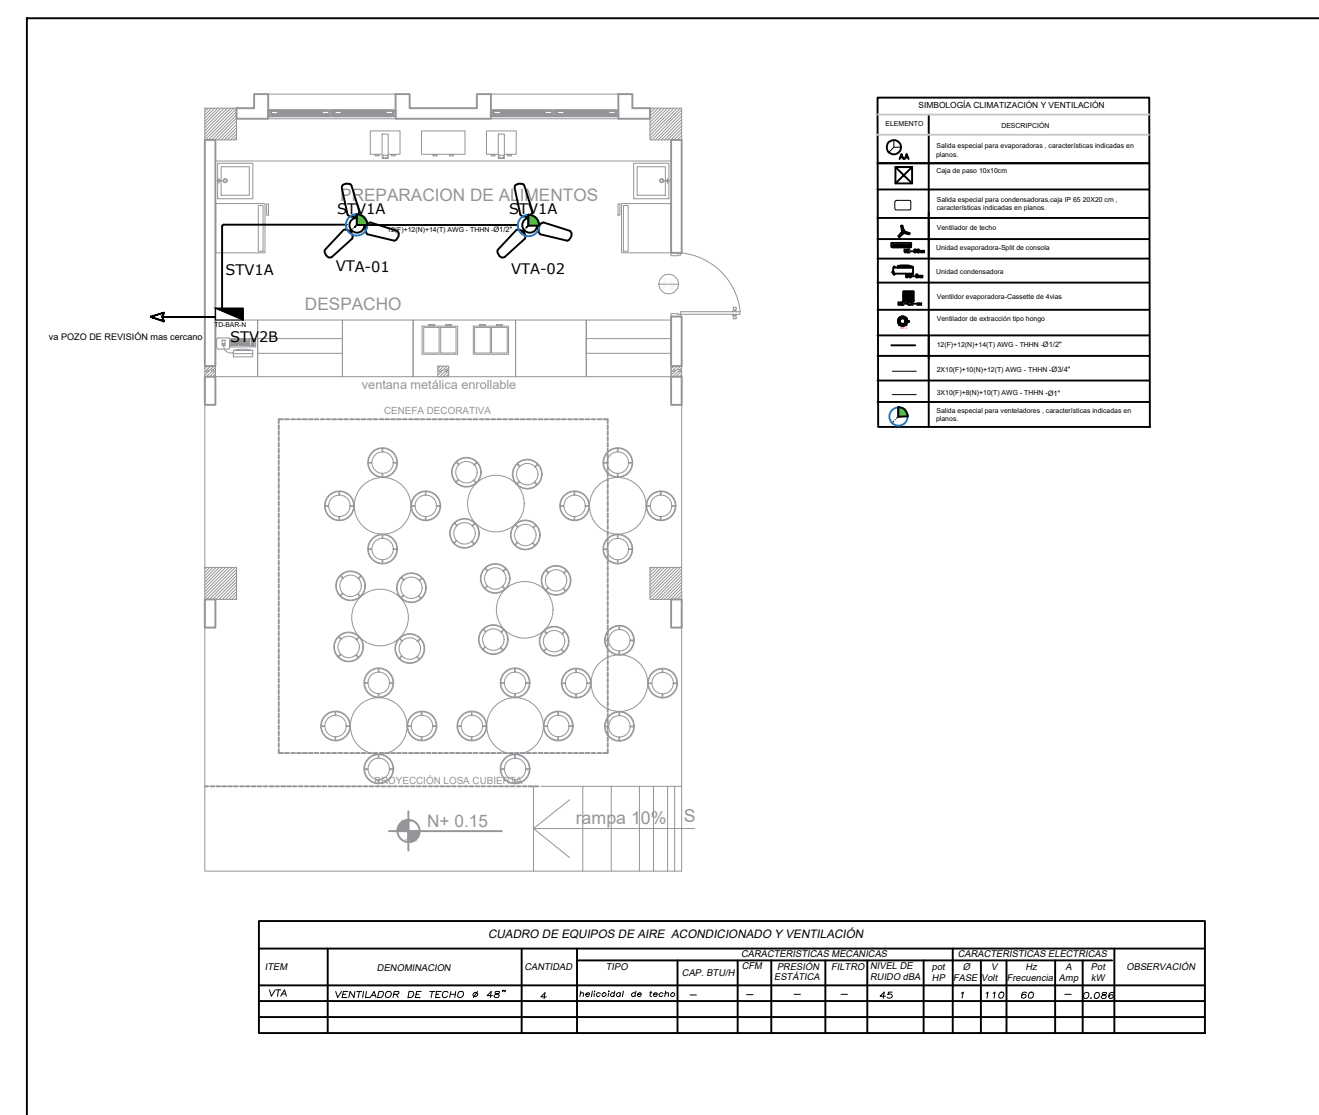 PREPARACION DE ALIMENTOS
STV1A
STV1A
12(F)+12(N)+14(T) AWG - THHN -Ø1/2"
VTA-01
VTA-02
STV1A
DESPACHO
TD-BAR-N
va POZO DE REVISIÓN mas cercano
STV2B
ventana metálica enrollable
CENEFA DECORATIVA
PROYECCIÓN LOSA CUBIERTA
N+ 0.15
rampa 10%
S
SIMBOLOGÍA CLIMATIZACIÓN Y VENTILACIÓN
ELEMENTO DESCRIPCIÓN
AA
Salida especial para evaporadoras , características indicadas en
planos.
Caja de paso 10x10cm
Salida especial para condensadoras,caja IP 65 20X20 cm ,
características indicadas en planos.
Ventilador de techo
Unidad evaporadora-Split de consola
Unidad condensadora
Ventildor evaporadora-Cassette de 4vias
Ventilador de extracción tipo hongo
12(F)+12(N)+14(T) AWG - THHN -Ø1/2"
2X10(F)+10(N)+12(T) AWG - THHN -Ø3/4"
3X10(F)+8(N)+10(T) AWG - THHN -Ø1"
Salida especial para venteladores , características indicadas en
planos.
CUADRO DE EQUIPOS DE AIRE ACONDICIONADO Y VENTILACIÓN
ITEM DENOMINACION CANTIDAD CARACTERISTICAS MECANICAS CARACTERISTICAS ELECTRICAS OBSERVACIÓN
TIPO CAP. BTU/H CFM PRESIÓN ESTÁTICA FILTRO NIVEL DE RUIDO dBA pot HP Ø FASE V Volt Hz Frecuencia A Amp Pot kW
VTA VENTILADOR DE TECHO ø 48" 4 helicoidal de techo – – – – 45 1 110 60 – 0.086